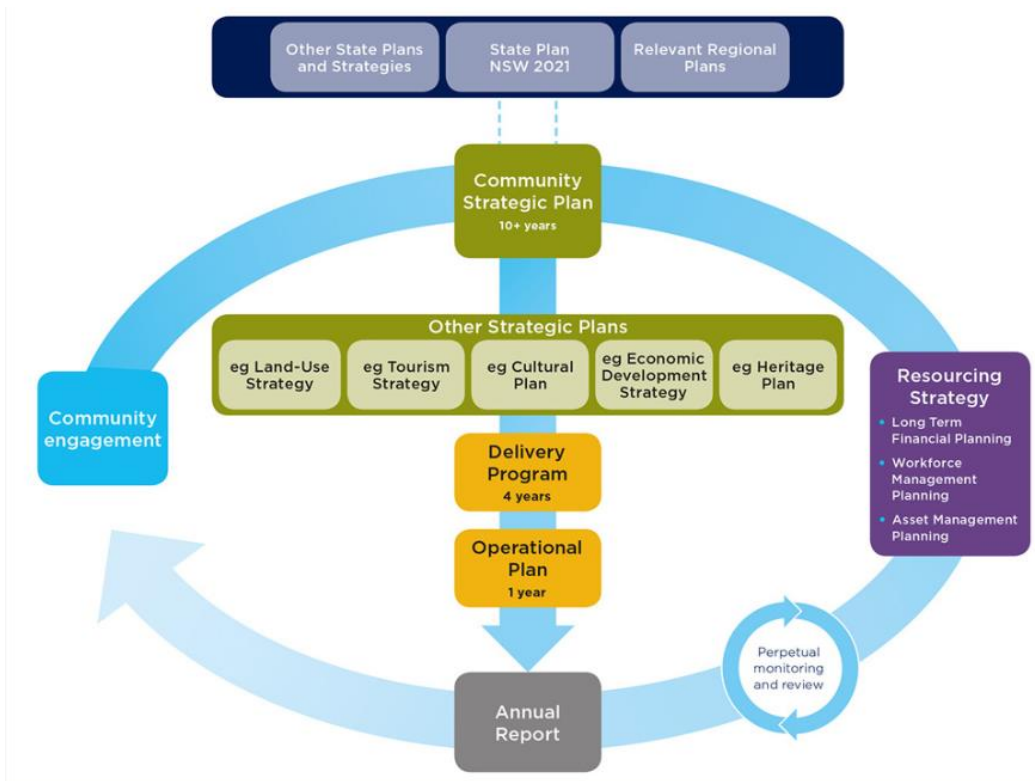 Other State Plans
and Strategies
State Plan
NSW 2021
Relevant Regional
Plans
Community
Strategic Plan
10+ years
Other Strategic Plans
eg Land-Use
Strategy
eg Tourism
Strategy
eg Cultural
Plan
eg Economic
Development
Strategy
eg Heritage
Plan
Community
engagement
Resourcing
Strategy
• Long Term
Financial Planning
• Workforce
Management
Planning
• Asset Management
Planning
Delivery
Program
4 years
Operational
Plan
1 year
Perpetual
monitoring
and review
Annual
Report